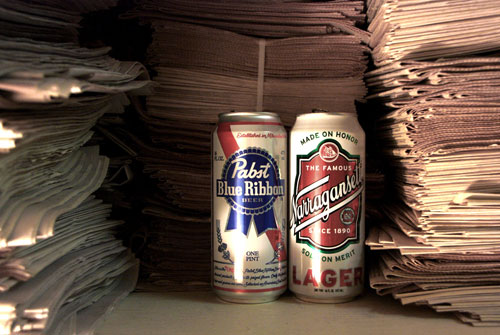 Established in
Pabst
Blue Ribbon
BEER
ONE
PINT
MADE ON HONOR
THE FAMOUS
Narragansett
SINCE 1890
SOLD ON MERIT
LAGER